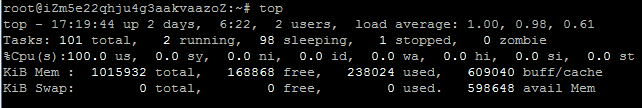 root@iZm5e22qhju4g3aakvaazoZ:~# top
top - 17:19:44 up 2 days,  6:22,  2 users,  load average: 1.00, 0.98, 0.61
Tasks: 101 total,   2 running,  98 sleeping,   1 stopped,   0 zombie
%Cpu(s):100.0 us,  0.0 sy,  0.0 ni,  0.0 id,  0.0 wa,  0.0 hi,  0.0 si,  0.0 st
KiB Mem :  1015932 total,   168868 free,   238024 used,   609040 buff/cache
KiB Swap:        0 total,        0 free,        0 used.   598648 avail Mem